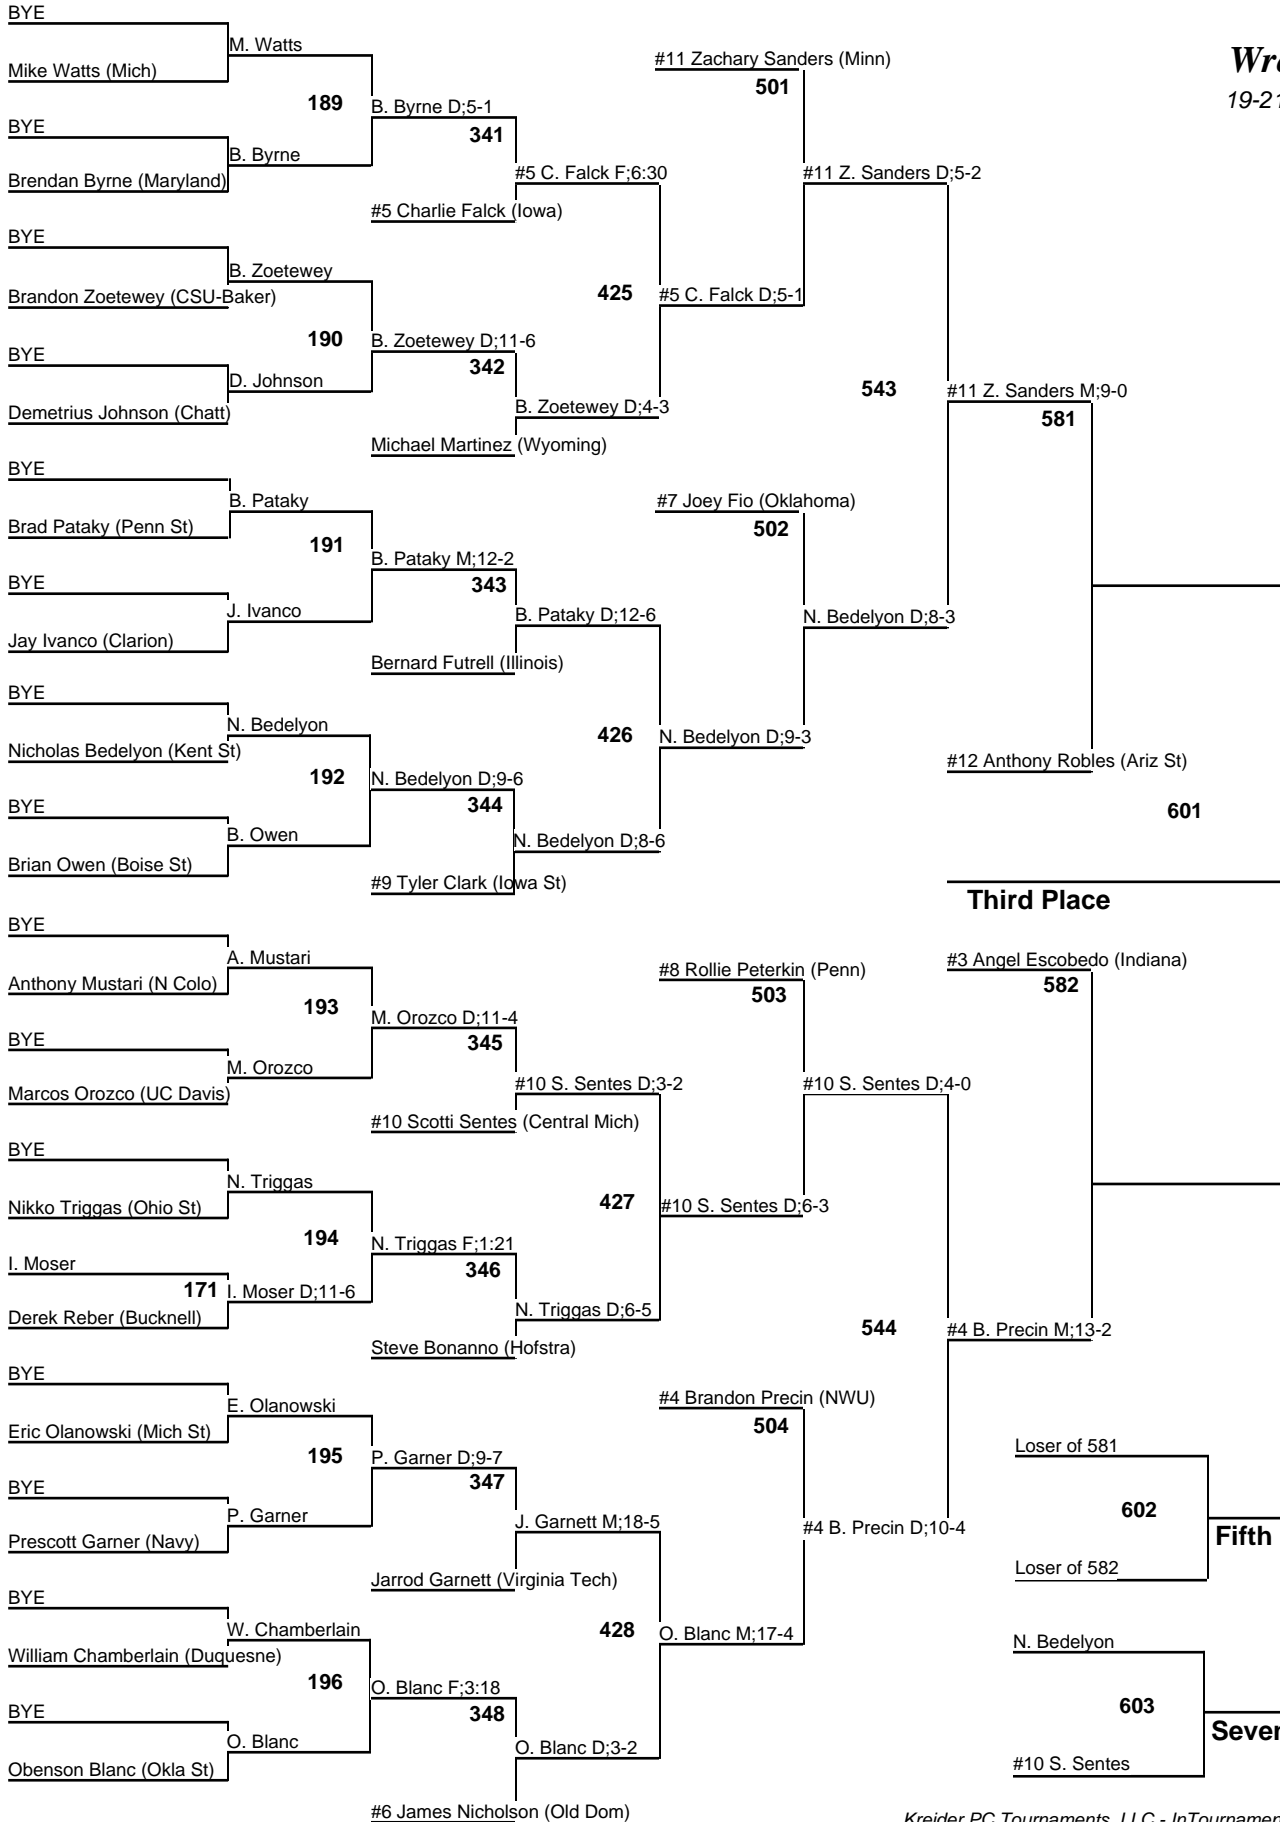 BYE
M. Watts
Mike Watts (Mich)
189
B. Byrne D;5-1
BYE
B. Byrne
Brendan Byrne (Maryland)
341
#5 C. Falck F;6:30
#5 Charlie Falck (Iowa)
BYE
B. Zoetewey
Brandon Zoetewey (CSU-Baker)
190
B. Zoetewey D;11-6
BYE
D. Johnson
Demetrius Johnson (Chatt)
342
B. Zoetewey D;4-3
Michael Martinez (Wyoming)
425
#5 C. Falck D;5-1
#11 Zachary Sanders (Minn)
501
#11 Z. Sanders D;5-2
BYE
B. Pataky
Brad Pataky (Penn St)
191
B. Pataky M;12-2
BYE
J. Ivanco
Jay Ivanco (Clarion)
343
B. Pataky D;12-6
Bernard Futrell (Illinois)
BYE
N. Bedelyon
Nicholas Bedelyon (Kent St)
192
N. Bedelyon D;9-6
BYE
B. Owen
Brian Owen (Boise St)
344
N. Bedelyon D;8-6
#9 Tyler Clark (Iowa St)
426
N. Bedelyon D;9-3
#7 Joey Fio (Oklahoma)
502
N. Bedelyon D;8-3
543
#11 Z. Sanders M;9-0
581
#12 Anthony Robles (Ariz St)
601
Third Place
BYE
A. Mustari
Anthony Mustari (N Colo)
193
M. Orozco D;11-4
BYE
M. Orozco
Marcos Orozco (UC Davis)
345
#10 S. Sentes D;3-2
#10 Scotti Sentes (Central Mich)
BYE
N. Triggas
Nikko Triggas (Ohio St)
194
N. Triggas F;1:21
I. Moser
171
I. Moser D;11-6
Derek Reber (Bucknell)
346
N. Triggas D;6-5
Steve Bonanno (Hofstra)
427
#10 S. Sentes D;6-3
#8 Rollie Peterkin (Penn)
503
#10 S. Sentes D;4-0
BYE
E. Olanowski
Eric Olanowski (Mich St)
195
P. Garner D;9-7
BYE
P. Garner
Prescott Garner (Navy)
347
J. Garnett M;18-5
Jarrod Garnett (Virginia Tech)
BYE
W. Chamberlain
William Chamberlain (Duquesne)
196
O. Blanc F;3:18
BYE
O. Blanc
Obenson Blanc (Okla St)
348
O. Blanc D;3-2
#6 James Nicholson (Old Dom)
428
O. Blanc M;17-4
#4 Brandon Precin (NWU)
504
#4 B. Precin D;10-4
544
#4 B. Precin M;13-2
#3 Angel Escobedo (Indiana)
582
Loser of 581
602
Fifth
Loser of 582
N. Bedelyon
603
Seven
#10 S. Sentes
Wre
19-21
Kreider PC Tournaments, LLC - InTournamen